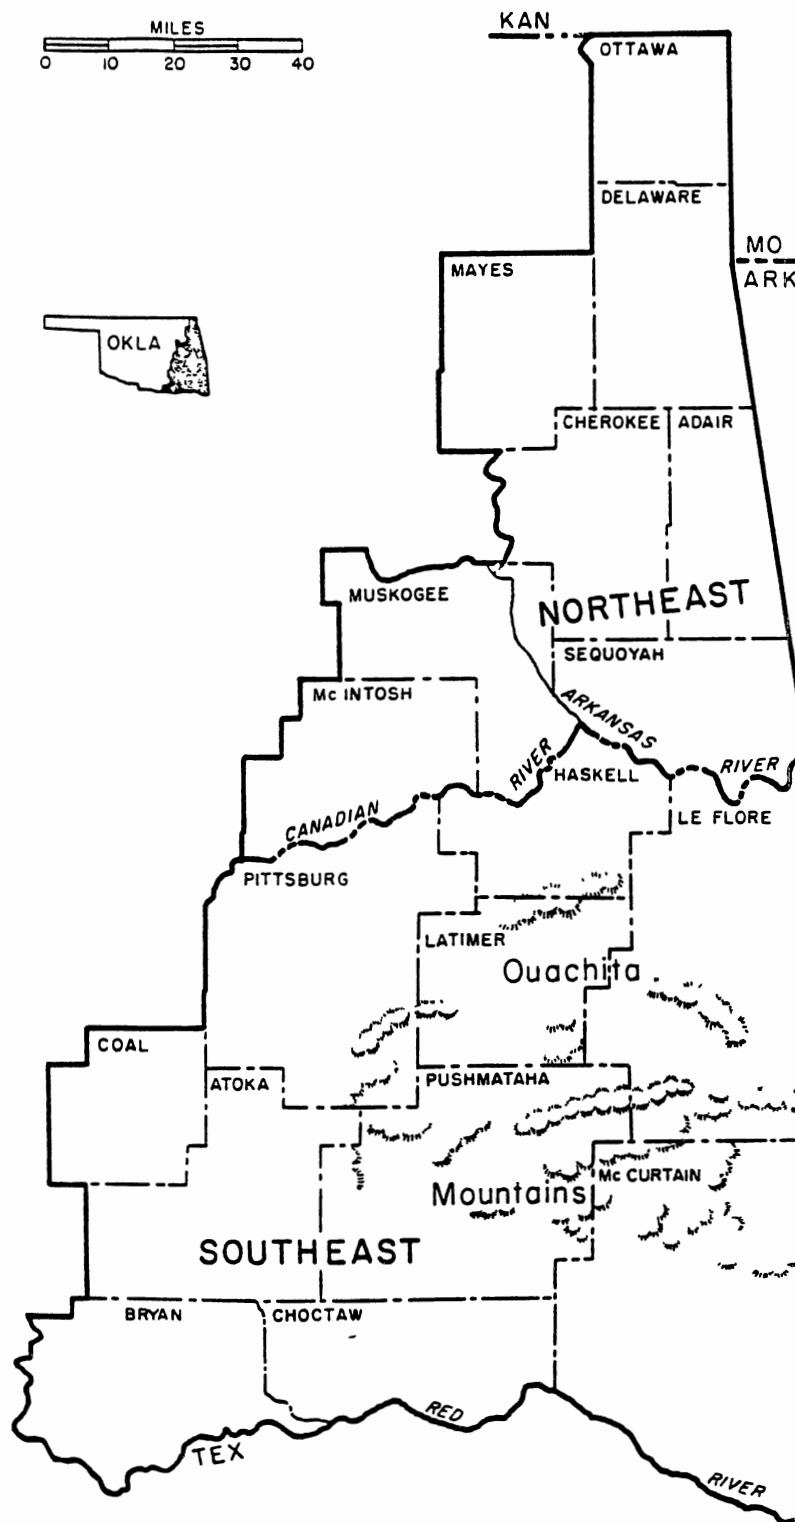 KAN
MILES
0 10 20 30 40
OTTAWA
DELAWARE
MO
ARK
MAYES
OKLA
CHEROKEE
ADAIR
MUSKOGEE
NORTHEAST
SEQUOYAH
Mc INTOSH
ARKANSAS
RIVER
CANADIAN
RIVER
HASKELL
LE FLORE
PITTSBURG
LATIMER
Ouachita
COAL
ATOKA
PUSHMATAHA
Mc CURTAIN
Mountains
SOUTHEAST
BRYAN
CHOCTAW
RED
TEX
RIVER